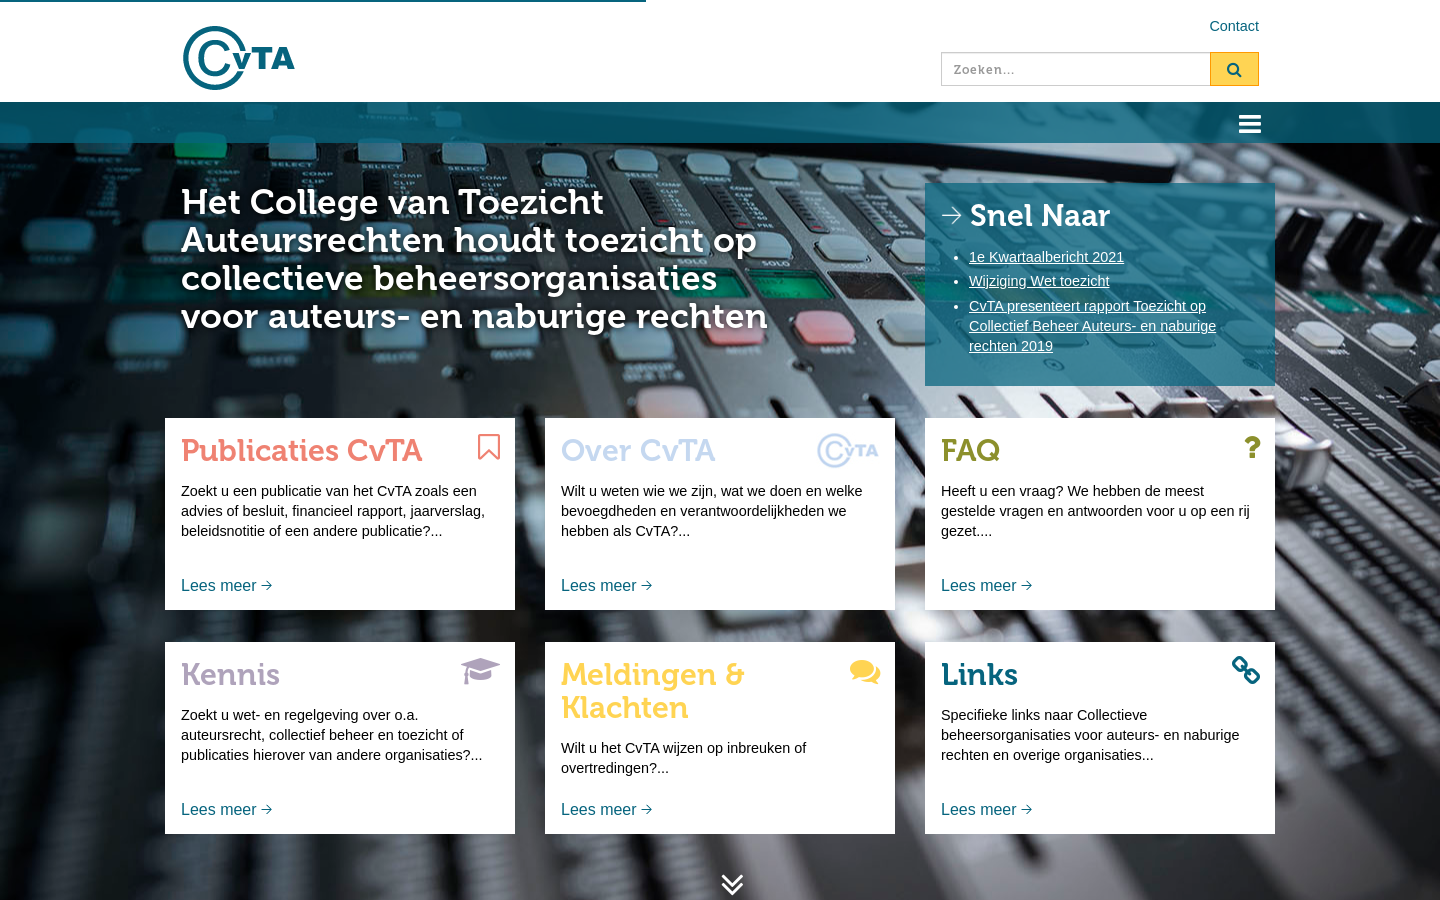 Contact
CvTA
Zoeken...
Het College van Toezicht
Auteursrechten houdt toezicht op
collectieve beheersorganisaties
voor auteurs- en naburige rechten
Snel Naar
1e Kwartaalbericht 2021
Wijziging Wet toezicht
CvTA presenteert rapport Toezicht op
Collectief Beheer Auteurs- en naburige
rechten 2019
Publicaties CvTA
Zoekt u een publicatie van het CvTA zoals een
advies of besluit, financieel rapport, jaarverslag,
beleidsnotitie of een andere publicatie?...
Lees meer
Over CvTA
CvTA
Wilt u weten wie we zijn, wat we doen en welke
bevoegdheden en verantwoordelijkheden we
hebben als CvTA?...
Lees meer
FAQ
?
Heeft u een vraag? We hebben de meest
gestelde vragen en antwoorden voor u op een rij
gezet....
Lees meer
Kennis
Zoekt u wet- en regelgeving over o.a.
auteursrecht, collectief beheer en toezicht of
publicaties hierover van andere organisaties?...
Lees meer
Meldingen &
Klachten
Wilt u het CvTA wijzen op inbreuken of
overtredingen?...
Lees meer
Links
Specifieke links naar Collectieve
beheersorganisaties voor auteurs- en naburige
rechten en overige organisaties...
Lees meer